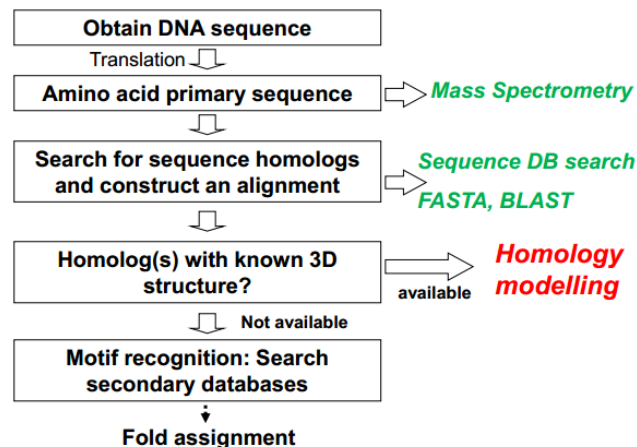 Obtain DNA sequence
Translation
Amino acid primary sequence
Mass Spectrometry
Search for sequence homologs
and construct an alignment
Sequence DB search
FASTA, BLAST
Homolog(s) with known 3D
structure?
available
Homology
modelling
Not available
Motif recognition: Search
secondary databases
Fold assignment